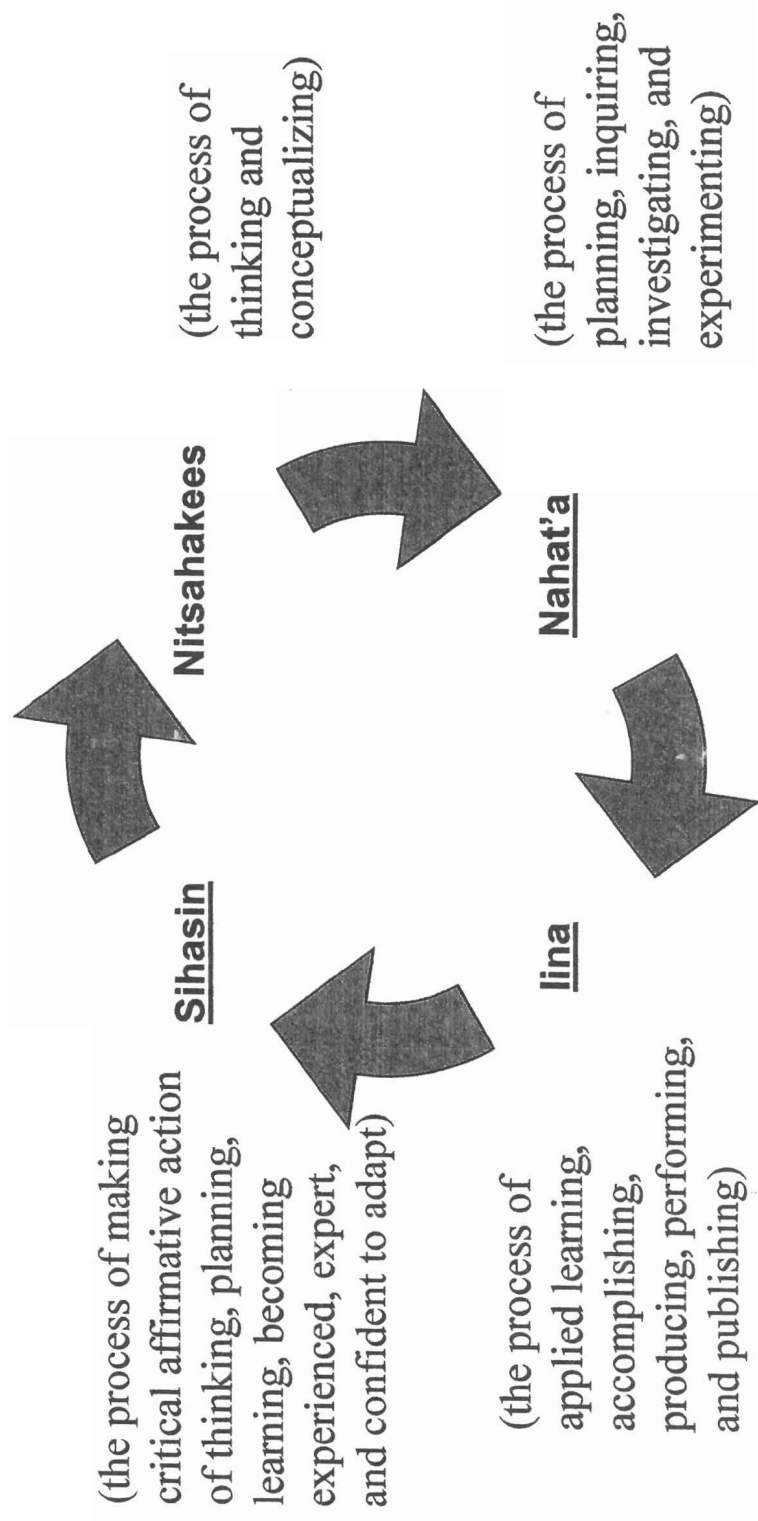 (the process of making
critical affirmative action
of thinking, planning,
learning, becoming
experienced, expert,
and confident to adapt)
Sihasin
Nitsahakees
(the process of
thinking and
conceptualizing)
(the process of
applied learning,
accomplishing,
producing, performing,
and publishing)
Iina
Nahat'a
(the process of
planning, inquiring,
investigating, and
experimenting)